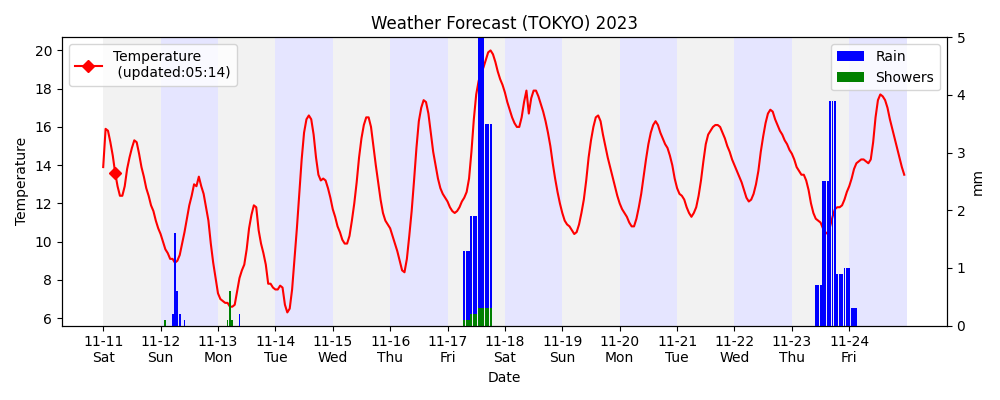 Weather Forecast (TOKYO) 2023
Temperature
(updated:05:14)
Rain
Showers
20
18
16
14
12
10
8
6
Temperature
5
4
3
2
1
0
mm
11-11 11-12 11-13 11-14 11-15 11-16 11-17 11-18 11-19 11-20 11-21 11-22 11-23 11-24
Sat Sun Mon Tue Wed Thu Fri Sat Sun Mon Tue Wed Thu Fri
Date